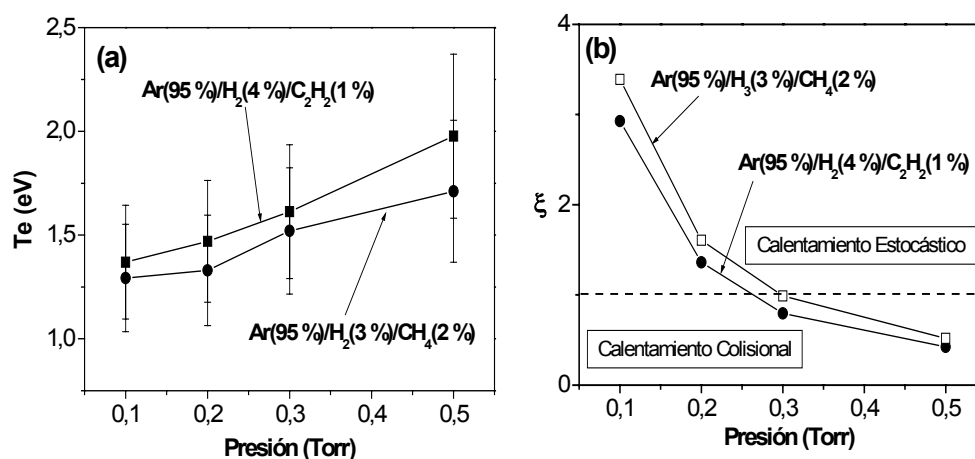 (a)
Ar(95 %)/H₂(4 %)/C₂H₂(1 %)
Ar(95 %)/H₂(3 %)/CH₄(2 %)
Te (eV)
2,5
2,0
1,5
1,0
0,1 0,2 0,3 0,4 0,5
Presión (Torr)
(b)
Ar(95 %)/H₃(3 %)/CH₄(2 %)
Ar(95 %)/H₂(4 %)/C₂H₂(1 %)
Calentamiento Estocástico
Calentamiento Colisional
ξ
4
2
0
0,1 0,2 0,3 0,4 0,5
Presión (Torr)